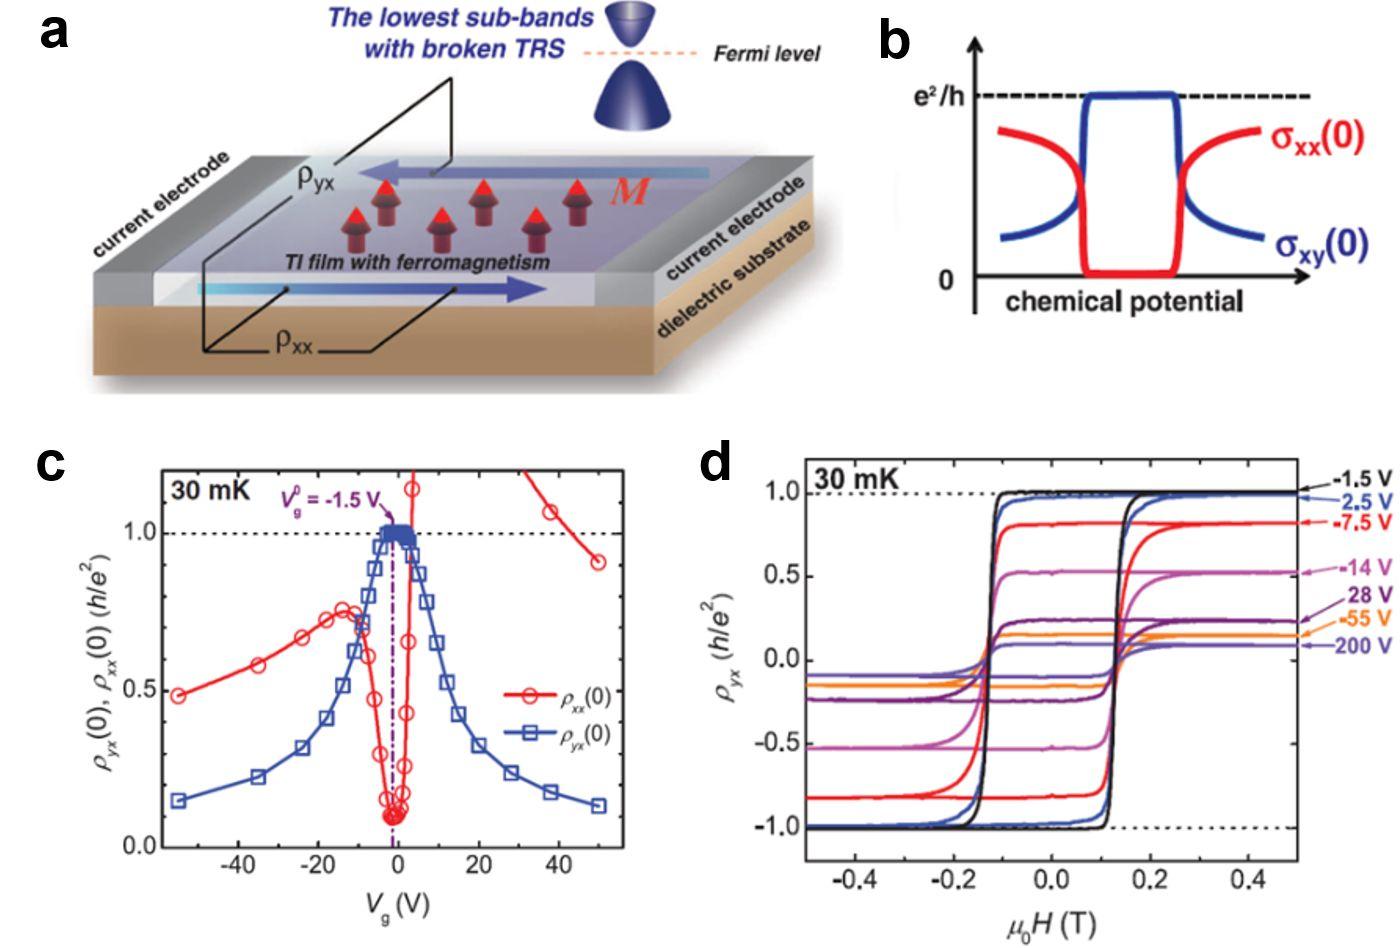 a
The lowest sub-bands
with broken TRS
Fermi level
current electrode
ρyx
M
TI film with ferromagnetism
current electrode
dielectric substrate
ρxx
b
e²/h
σxx(0)
σxy(0)
0
chemical potential
c
30 mK
V⁰g = -1.5 V
1.0
0.5
0.0
ρyx(0), ρxx(0) (h/e²)
ρxx(0)
ρyx(0)
-40 -20 0 20 40
Vg (V)
d
30 mK
1.0
0.5
0.0
-0.5
-1.0
ρyx (h/e²)
-1.5 V
2.5 V
-7.5 V
-14 V
28 V
-55 V
200 V
-0.4 -0.2 0.0 0.2 0.4
μ₀H (T)